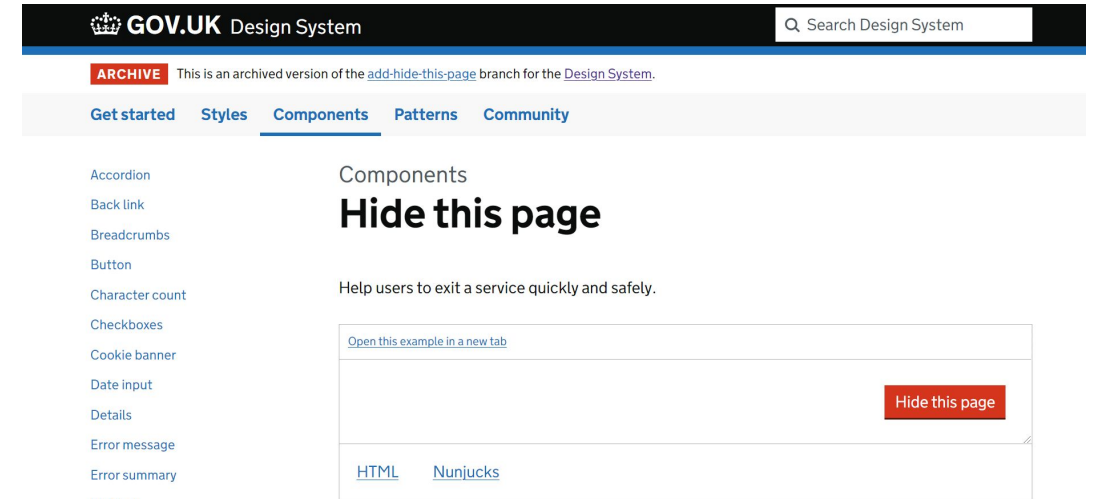 GOV.UK Design System
Search Design System
ARCHIVE This is an archived version of the add-hide-this-page branch for the Design System.
Get started Styles Components Patterns Community
Accordion
Back link
Breadcrumbs
Button
Character count
Checkboxes
Cookie banner
Date input
Details
Error message
Error summary
Components
Hide this page
Help users to exit a service quickly and safely.
Open this example in a new tab
Hide this page
HTML Nunjucks